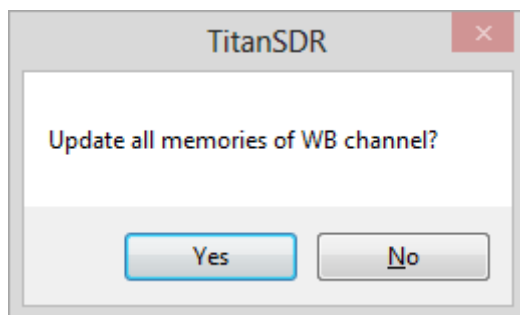 TitanSDR
Update all memories of WB channel?
Yes
No